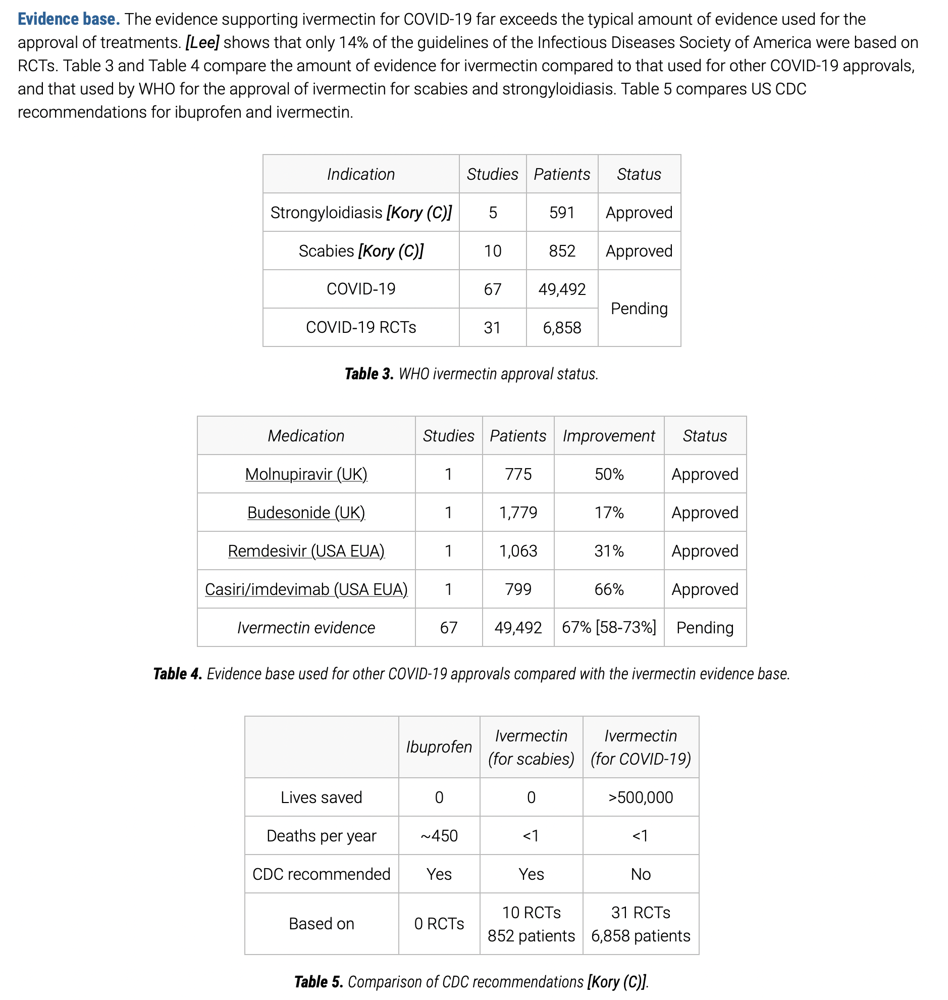 Evidence base. The evidence supporting ivermectin for COVID-19 far exceeds the typical amount of evidence used for the
approval of treatments. [Lee] shows that only 14% of the guidelines of the Infectious Diseases Society of America were based on
RCTs. Table 3 and Table 4 compare the amount of evidence for ivermectin compared to that used for other COVID-19 approvals,
and that used by WHO for the approval of ivermectin for scabies and strongyloidiasis. Table 5 compares US CDC
recommendations for ibuprofen and ivermectin.
Indication Studies Patients Status
Strongyloidiasis [Kory (C)] 5 591 Approved
Scabies [Kory (C)] 10 852 Approved
COVID-19 67 49,492
Pending
COVID-19 RCTs 31 6,858
Table 3. WHO ivermectin approval status.
Medication Studies Patients Improvement Status
Molnupiravir (UK) 1 775 50% Approved
Budesonide (UK) 1 1,779 17% Approved
Remdesivir (USA EUA) 1 1,063 31% Approved
Casiri/imdevimab (USA EUA) 1 799 66% Approved
Ivermectin evidence 67 49,492 67% [58-73%] Pending
Table 4. Evidence base used for other COVID-19 approvals compared with the ivermectin evidence base.
Ibuprofen
Ivermectin
(for scabies)
Ivermectin
(for COVID-19)
Lives saved 0 0 >500,000
Deaths per year ~450 <1 <1
CDC recommended Yes Yes No
Based on
0 RCTs
10 RCTs
852 patients
31 RCTs
6,858 patients
Table 5. Comparison of CDC recommendations [Kory (C)].